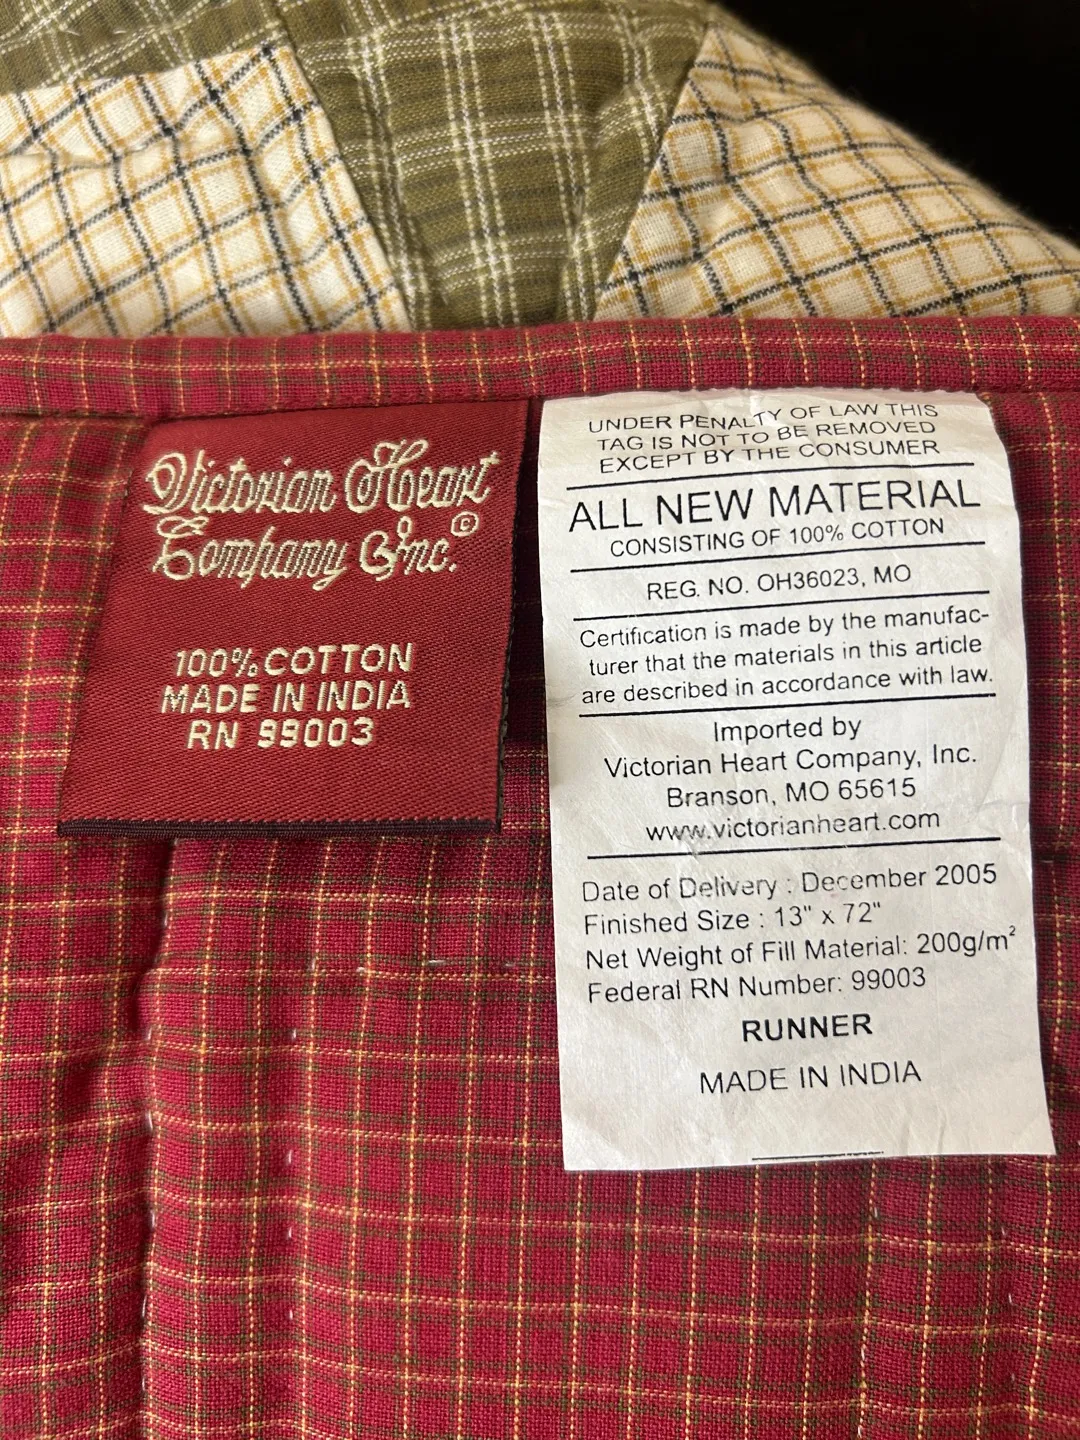 Victorian Heart
Company Inc.©
100% COTTON
MADE IN INDIA
RN 99003
UNDER PENALTY OF LAW THIS
TAG IS NOT TO BE REMOVED
EXCEPT BY THE CONSUMER
ALL NEW MATERIAL
CONSISTING OF 100% COTTON
REG. NO. OH36023, MO
Certification is made by the manufac-
turer that the materials in this article
are described in accordance with law.
Imported by
Victorian Heart Company, Inc.
Branson, MO 65615
www.victorianheart.com
Date of Delivery : December 2005
Finished Size : 13" x 72"
Net Weight of Fill Material: 200g/m²
Federal RN Number: 99003
RUNNER
MADE IN INDIA